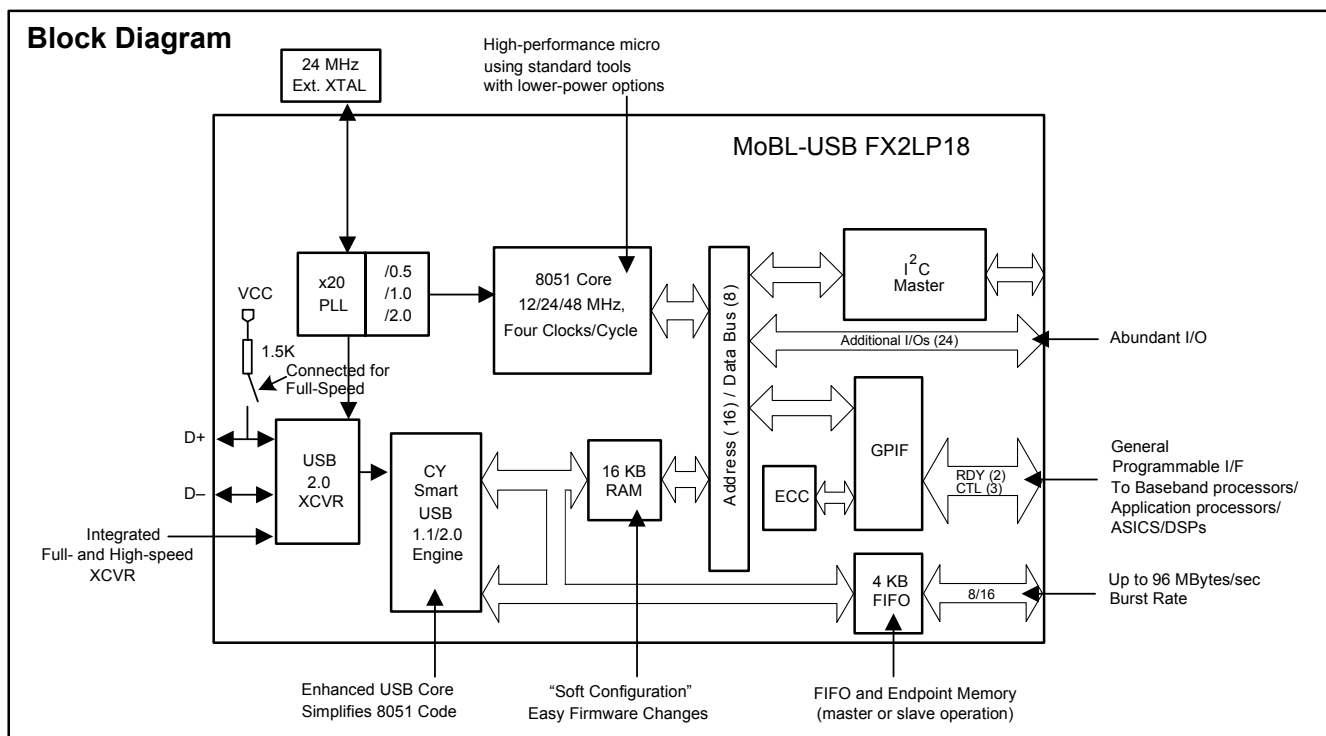 Block Diagram
24 MHz
Ext. XTAL
High-performance micro
using standard tools
with lower-power options
MoBL-USB FX2LP18
x20
PLL
/0.5
/1.0
/2.0
8051 Core
12/24/48 MHz,
Four Clocks/Cycle
Address (16) / Data Bus (8)
I2C
Master
VCC
1.5K
Connected for
Full-Speed
Additional I/Os (24)
Abundant I/O
D+
D–
USB
2.0
XCVR
CY
Smart
USB
1.1/2.0
Engine
16 KB
RAM
ECC
GPIF
RDY (2)
CTL (3)
General
Programmable I/F
To Baseband processors/
Application processors/
ASICS/DSPs
Integrated
Full- and High-speed
XCVR
4 KB
FIFO
8/16
Up to 96 MBytes/sec
Burst Rate
Enhanced USB Core
Simplifies 8051 Code
“Soft Configuration”
Easy Firmware Changes
FIFO and Endpoint Memory
(master or slave operation)